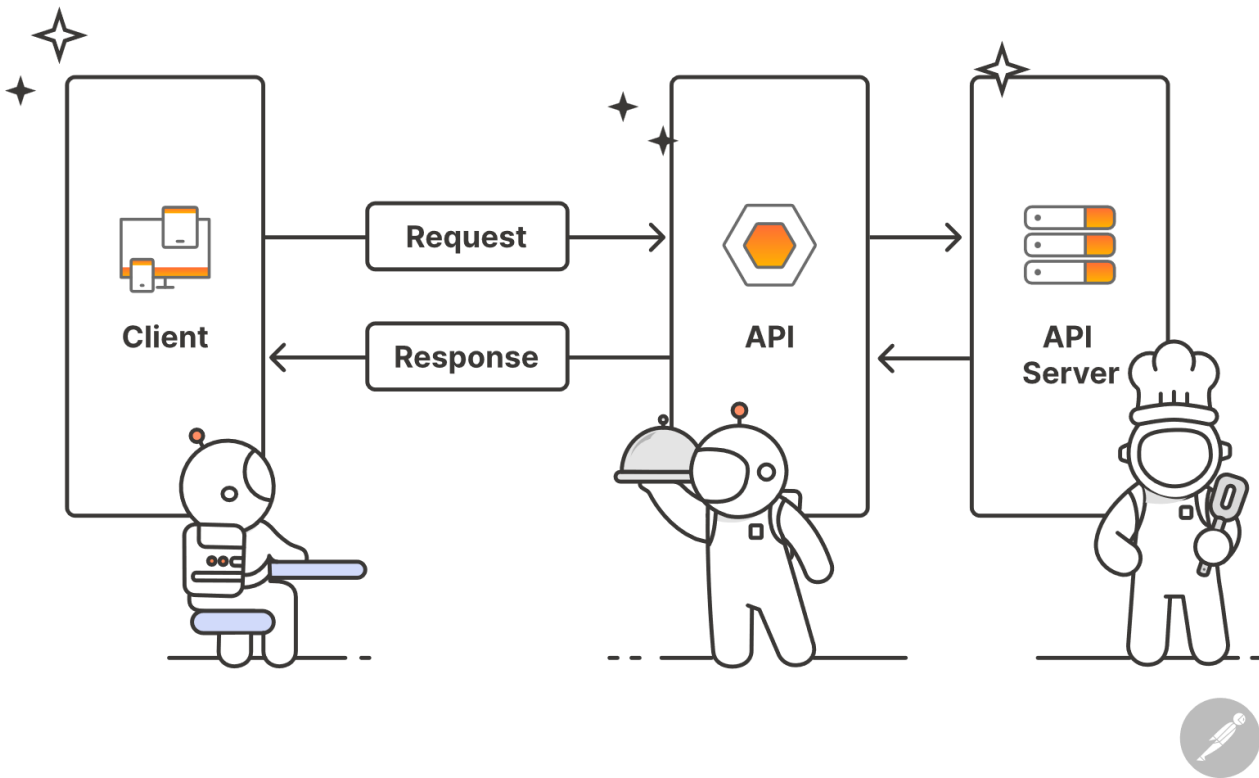 Request
Client
Response
API
API
Server